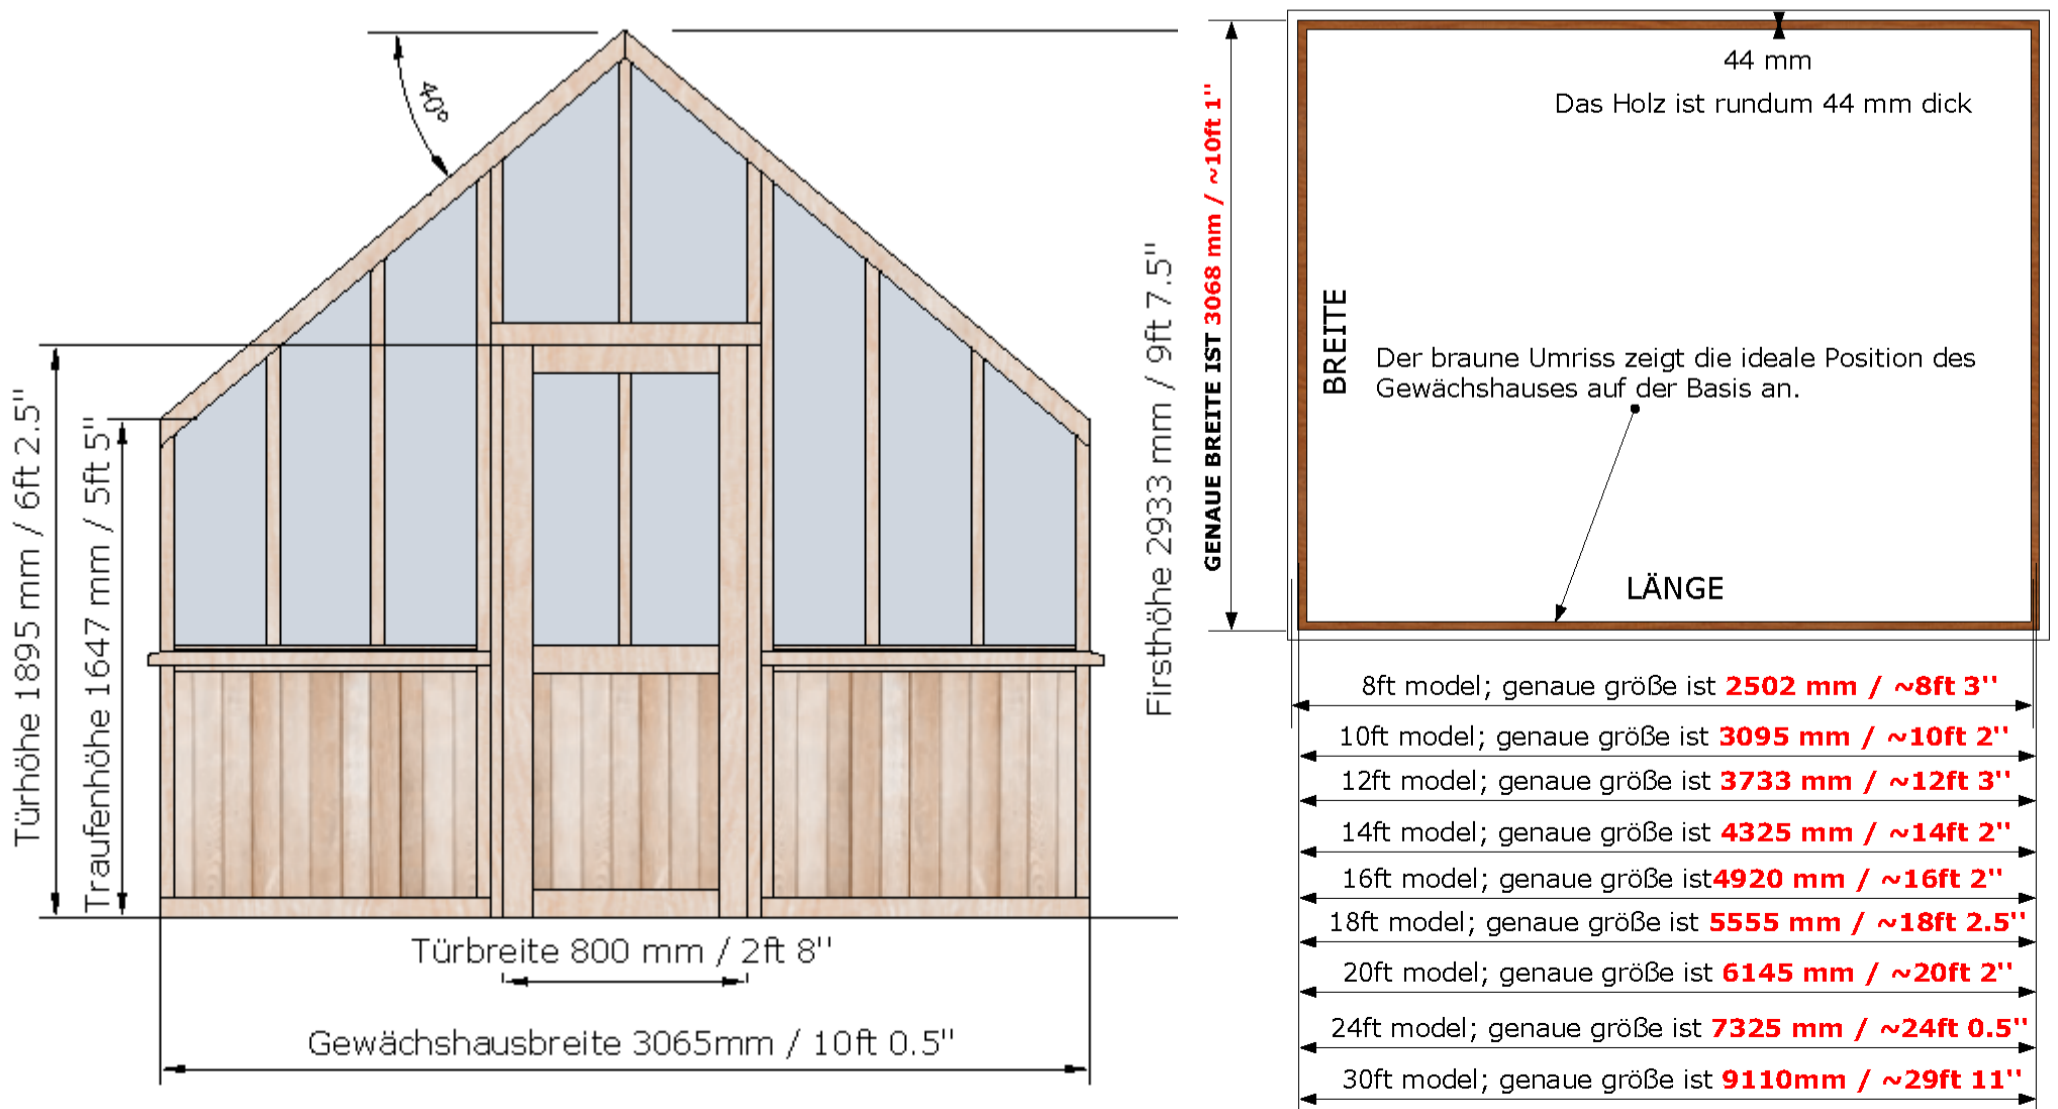 40°
Türhöhe 1895 mm / 6ft 2.5"
Traufenhöhe 1647 mm / 5ft 5"
Firsthöhe 2933 mm / 9ft 7.5"
Türbreite 800 mm / 2ft 8"
Gewächshausbreite 3065mm / 10ft 0.5"
GENAUE BREITE IST 3068 mm / ~10ft 1"
44 mm
Das Holz ist rundum 44 mm dick
BREITE
Der braune Umriss zeigt die ideale Position des
Gewächshauses auf der Basis an.
LÄNGE
8ft model; genaue größe ist 2502 mm / ~8ft 3"
10ft model; genaue größe ist 3095 mm / ~10ft 2"
12ft model; genaue größe ist 3733 mm / ~12ft 3"
14ft model; genaue größe ist 4325 mm / ~14ft 2"
16ft model; genaue größe ist4920 mm / ~16ft 2"
18ft model; genaue größe ist 5555 mm / ~18ft 2.5"
20ft model; genaue größe ist 6145 mm / ~20ft 2"
24ft model; genaue größe ist 7325 mm / ~24ft 0.5"
30ft model; genaue größe ist 9110mm / ~29ft 11"